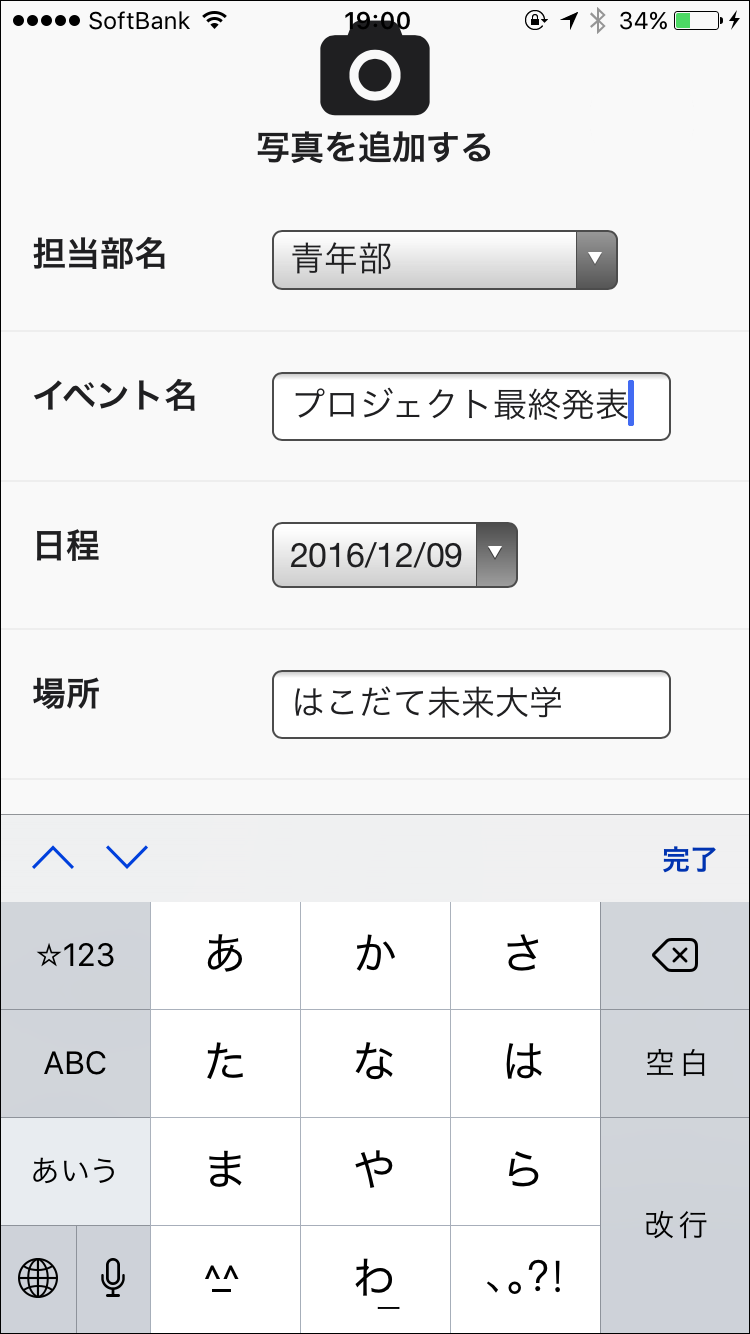 SoftBank 19:00 34%
写真を追加する
担当部名 青年部
イベント名 プロジェクト最終発表
日程 2016/12/09
場所 はこだて未来大学
完了
☆123 あ か さ
ABC た な は 空白
あいう ま や ら 改行
^^ わ 、。?!